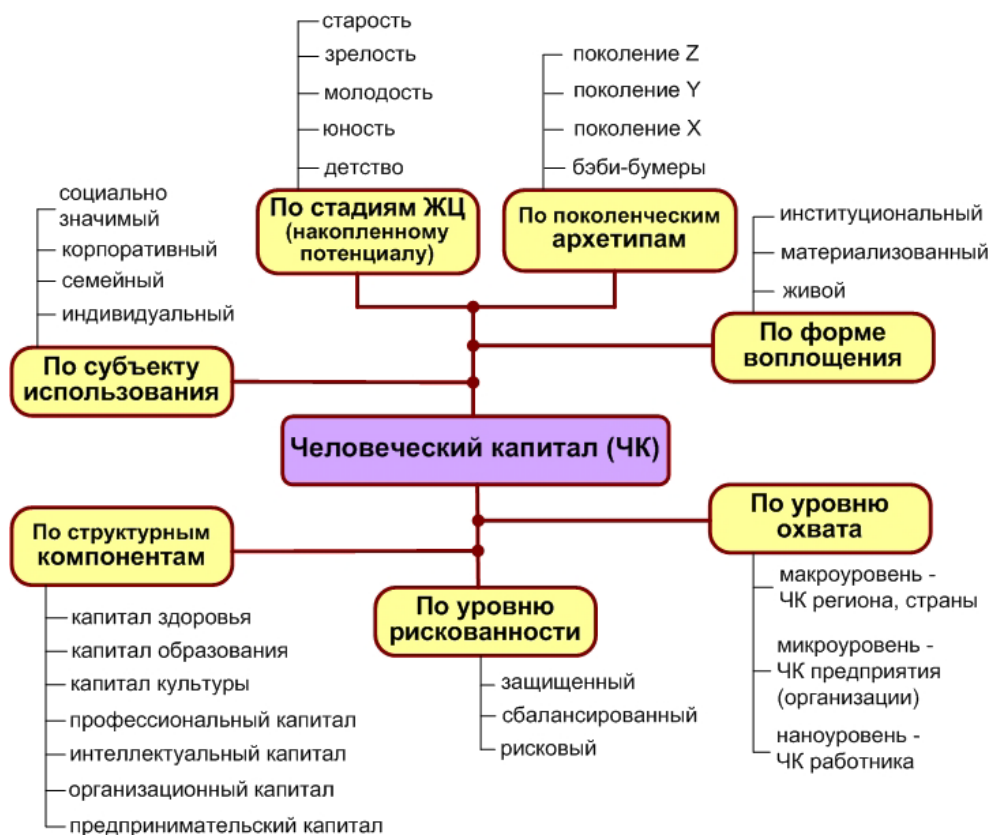 старость
зрелость
молодость
юность
детство
По стадиям ЖЦ
(накопленному
потенциалу)
поколение Z
поколение Y
поколение X
бэби-бумеры
По поколенческим
архетипам
социально
значимый
корпоративный
семейный
индивидуальный
По субъекту
использования
институциональный
материализованный
живой
По форме
воплощения
Человеческий капитал (ЧК)
По структурным
компонентам
капитал здоровья
капитал образования
капитал культуры
профессиональный капитал
интеллектуальный капитал
организационный капитал
предпринимательский капитал
По уровню
рискованности
защищенный
сбалансированный
рисковый
По уровню
охвата
макроуровень -
ЧК региона, страны
микроуровень -
ЧК предприятия
(организации)
наноуровень -
ЧК работника